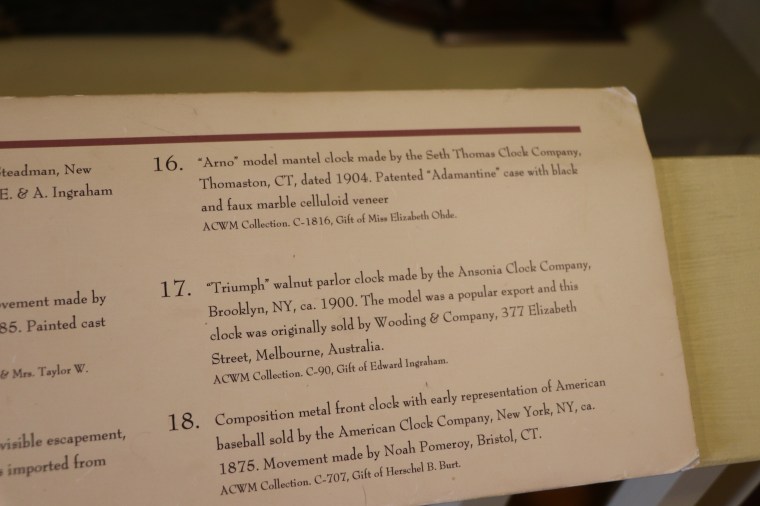 Steadman, New
E. & A. Ingraham
vement made by
85. Painted cast
& Mrs. Taylor W.
visible escapement,
s imported from
16. "Arno" model mantel clock made by the Seth Thomas Clock Company,
Thomaston, CT, dated 1904. Patented "Adamantine" case with black
and faux marble celluloid veneer
ACWM Collection. C-1816, Gift of Miss Elizabeth Ohde.
17. "Triumph" walnut parlor clock made by the Ansonia Clock Company,
Brooklyn, NY, ca. 1900. The model was a popular export and this
clock was originally sold by Wooding & Company, 377 Elizabeth
Street, Melbourne, Australia.
ACWM Collection. C-90, Gift of Edward Ingraham.
18. Composition metal front clock with early representation of American
baseball sold by the American Clock Company, New York, NY, ca.
1875. Movement made by Noah Pomeroy, Bristol, CT.
ACWM Collection. C-707, Gift of Herschel B. Burt.